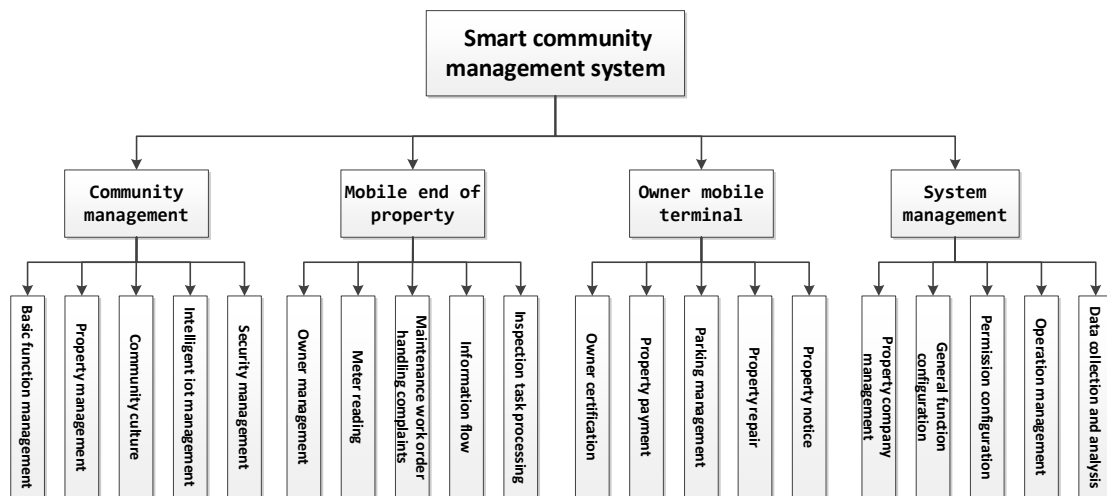 Smart community
management system
Community
management
Mobile end of
property
Owner mobile
terminal
System
management
Basic function management
Property management
Community culture
Intelligent iot management
Security management
Owner management
Meter reading
Maintenance work order
handling complaints
Information flow
Inspection task processing
Owner certification
Property payment
Parking management
Property repair
Property notice
Property company
management
General function
configuration
Permission configuration
Operation management
Data collection and analysis